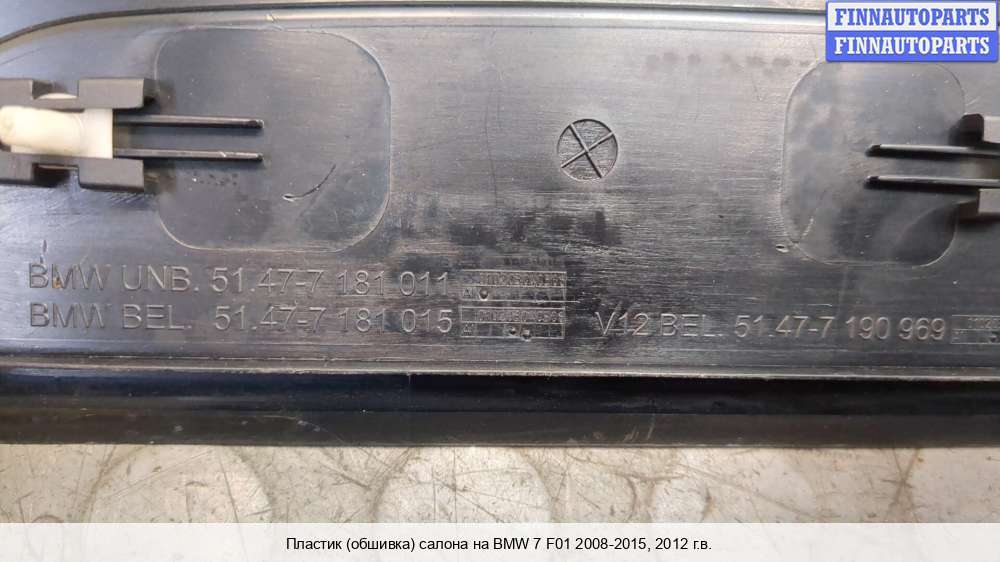 FINNAUTOPARTS
FINNAUTOPARTS
BMW UNB. 51.47-7 181 011
BMW BEL. 51.47-7 181 015
V12 BEL. 51.47-7 190 969
Пластик (обшивка) салона на BMW 7 F01 2008-2015, 2012 г.в.